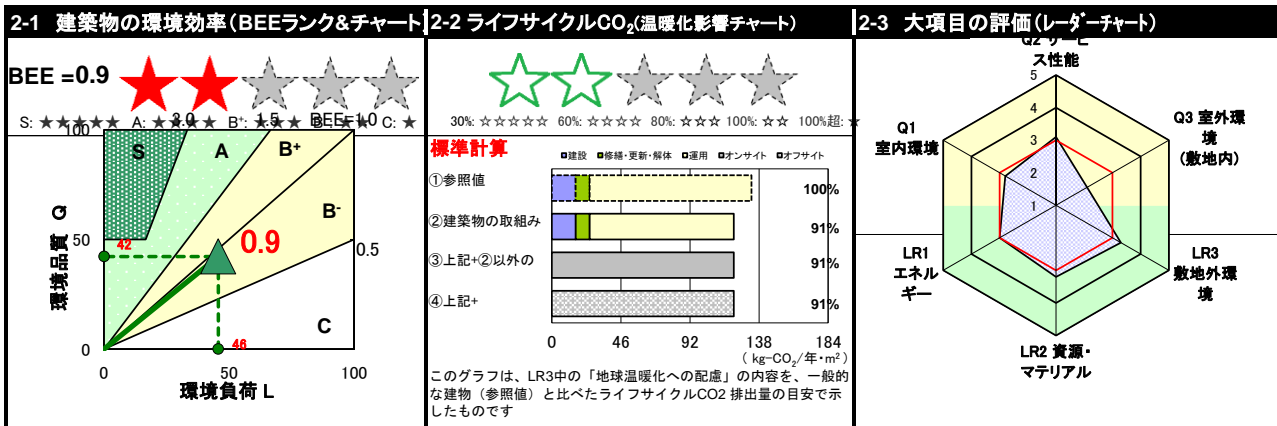 2-1 建築物の環境効率(BEEランク&チャート)
BEE = 0.9
S: ★★★★★ A: ★★★★ B⁺: ★★★ B⁻: ★★ C: ★
3.0 1.5 BEE=1.0
100
S
A
B⁺
B⁻
C
50
0.5
42
0.9
46
0
0 50 100
環境品質 Q
環境負荷 L
2-2 ライフサイクルCO₂(温暖化影響チャート)
30%: ☆☆☆☆☆ 60%: ☆☆☆☆ 80%: ☆☆☆ 100%: ☆☆ 100%超: ★
標準計算
建設 修繕・更新・解体 運用 オンサイト オフサイト
①参照値 100%
②建築物の取組み 91%
③上記+②以外の 91%
④上記+ 91%
0 46 92 138 184
( kg-CO₂/年・m²)
このグラフは、LR3中の「地球温暖化への配慮」の内容を、一般的
な建物(参照値)と比べたライフサイクルCO2 排出量の目安で示
したものです
2-3 大項目の評価(レーダーチャート)
Q2 サービ
ス性能
5
4
3
2
1
Q1
室内環境
Q3 室外環
境
(敷地内)
LR1
エネル
ギー
LR3
敷地外環
境
LR2 資源・
マテリアル